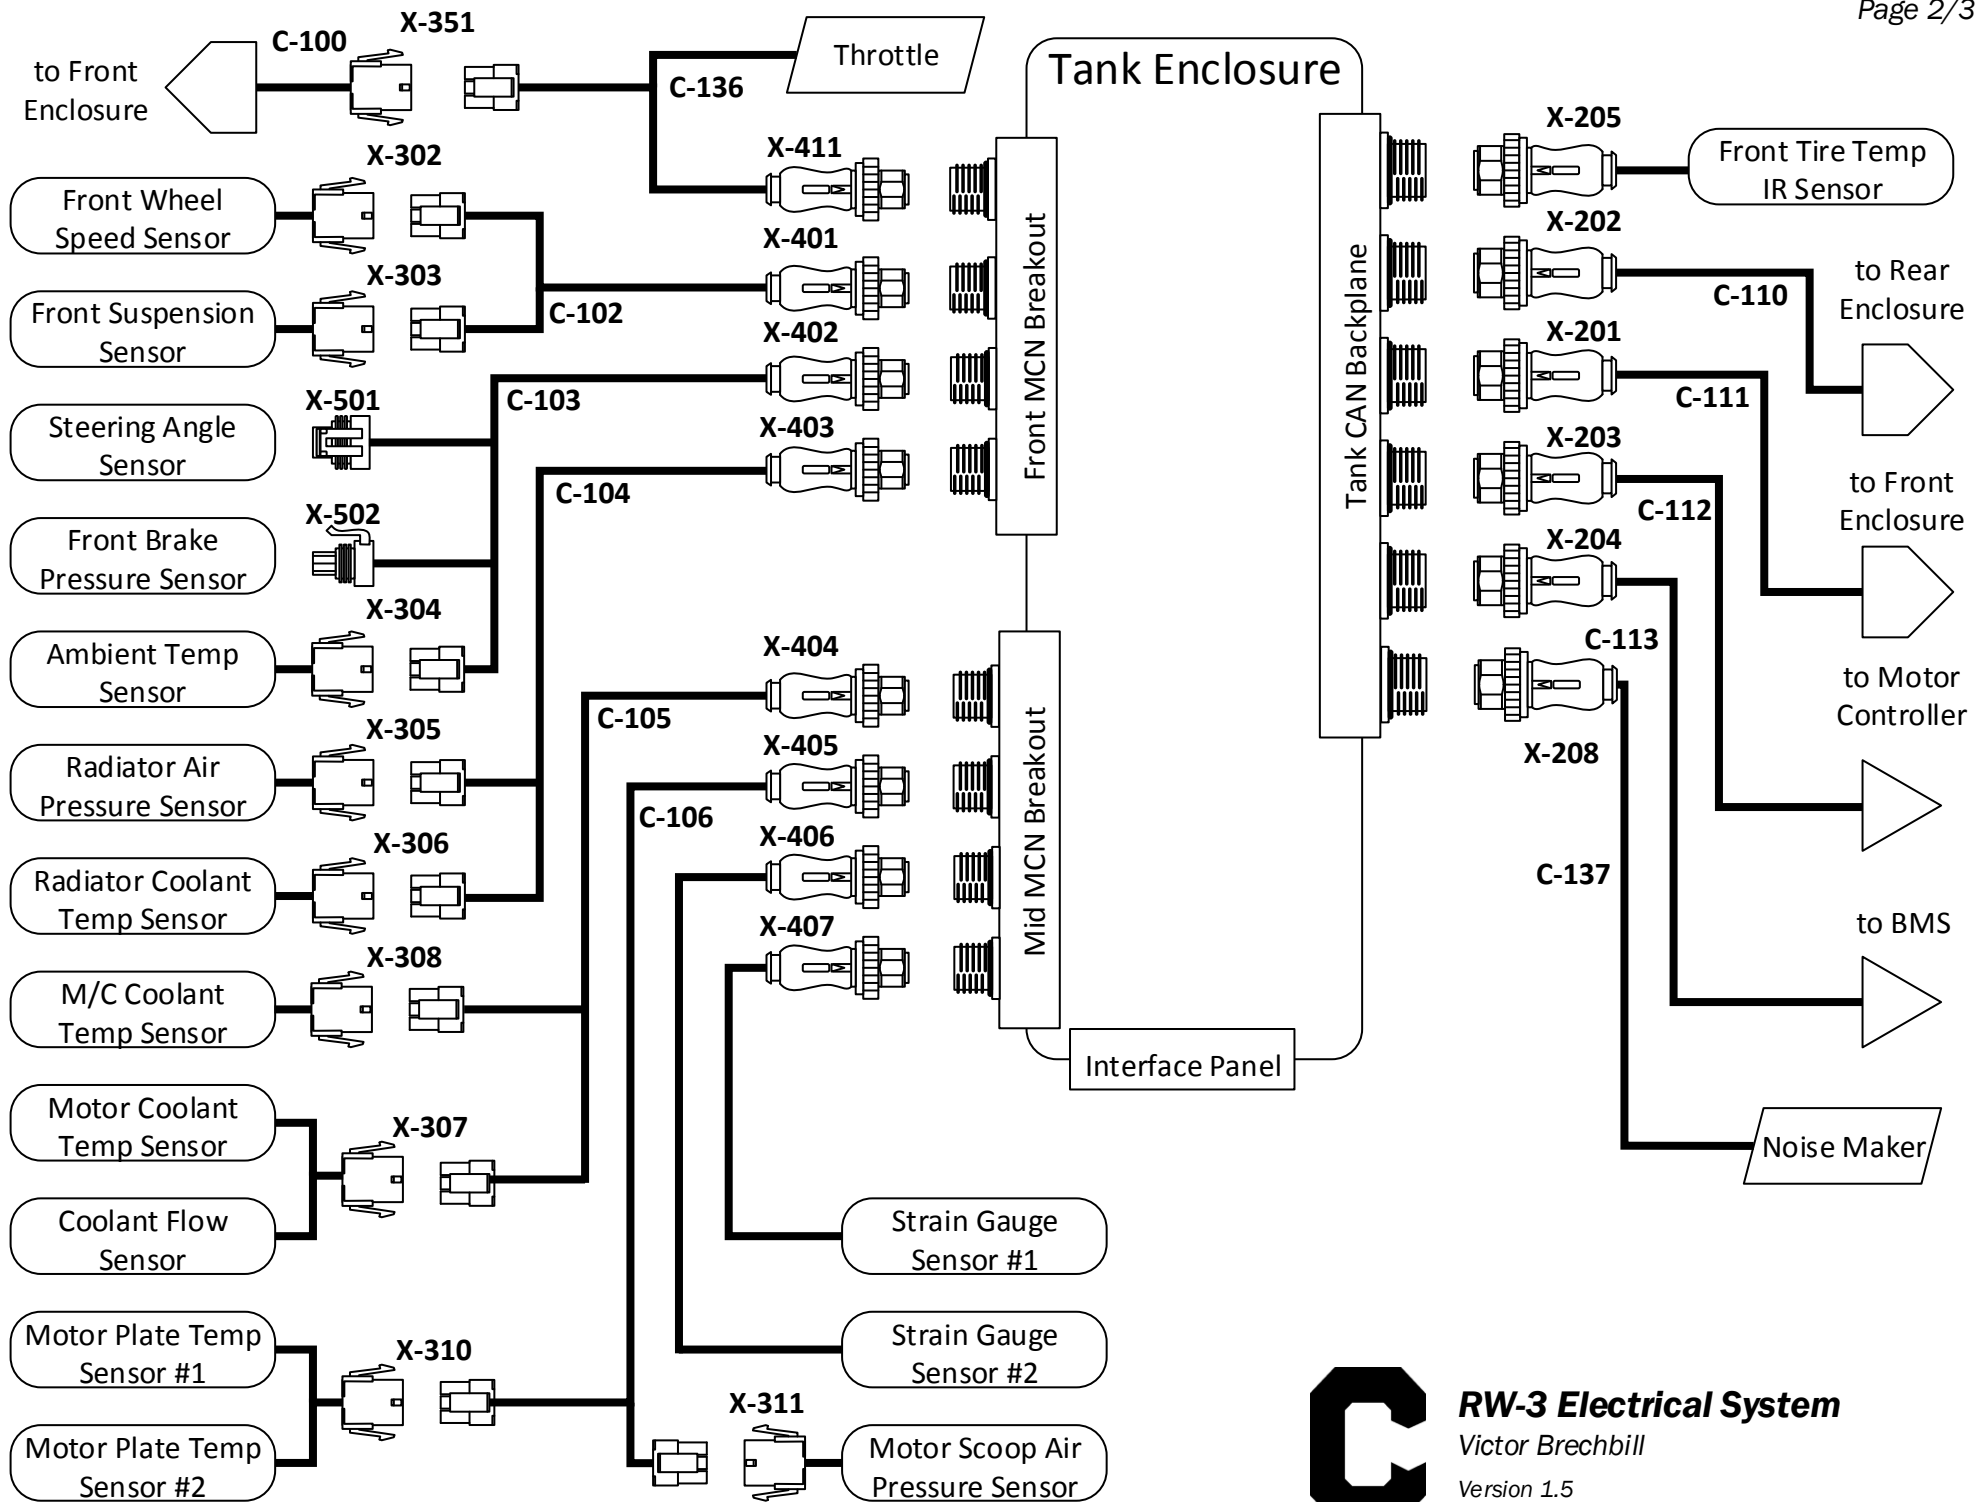 Page 2/3
to Front
Enclosure
C-100
X-351
C-136
Throttle
Tank Enclosure
X-302
Front Wheel
Speed Sensor
X-303
Front Suspension
Sensor
C-102
X-411
X-401
X-402
X-403
Front MCN Breakout
C-103
C-104
X-501
Steering Angle
Sensor
X-502
Front Brake
Pressure Sensor
X-304
Ambient Temp
Sensor
X-305
Radiator Air
Pressure Sensor
X-306
Radiator Coolant
Temp Sensor
X-308
M/C Coolant
Temp Sensor
Motor Coolant
Temp Sensor
X-307
Coolant Flow
Sensor
Motor Plate Temp
Sensor #1
X-310
Motor Plate Temp
Sensor #2
X-404
C-105
X-405
C-106
X-406
X-407
Mid MCN Breakout
Interface Panel
Strain Gauge
Sensor #1
Strain Gauge
Sensor #2
X-311
Motor Scoop Air
Pressure Sensor
Tank CAN Backplane
X-205
Front Tire Temp
IR Sensor
X-202
C-110
to Rear
Enclosure
X-201
C-111
X-203
C-112
to Front
Enclosure
X-204
C-113
to Motor
Controller
X-208
C-137
to BMS
Noise Maker
RW-3 Electrical System
Victor Brechbill
Version 1.5